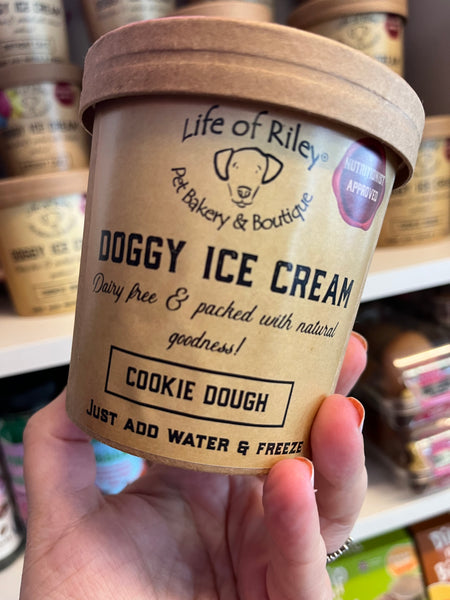 Life of Riley®
Pet Bakery & Boutique
NUTRITIONIST
APPROVED
DOGGY ICE CREAM
Dairy free & packed with natural
goodness!
COOKIE DOUGH
JUST ADD WATER & FREEZE